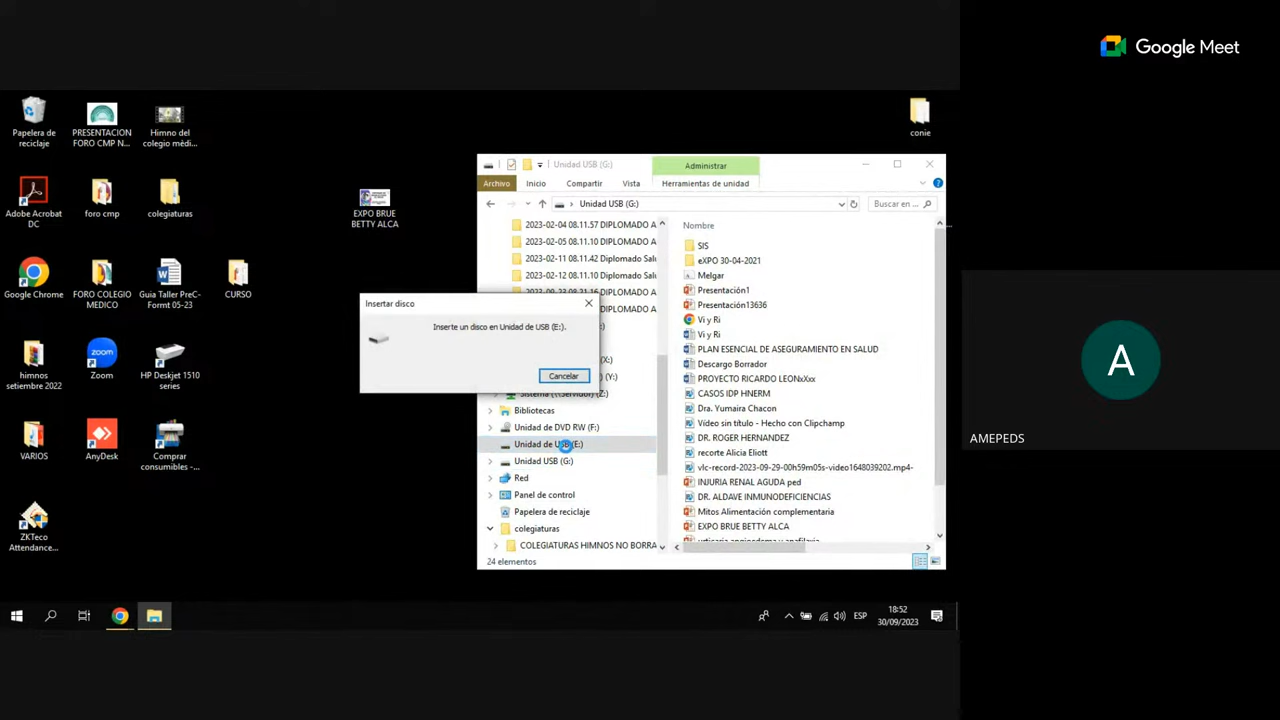 Google Meet
Papelera de
reciclaje
PRESENTACION
FORO CMP N...
Himno del
colegio médi...
conie
Adobe Acrobat
DC
foro cmp
colegiaturas
EXPO BRUE
BETTY ALCA
Google Chrome
FORO COLEGIO
MEDICO
Guia Taller PreC-
Formt 05-23
CURSO
himnos
setiembre 2022
Zoom
HP Deskjet 1510
series
VARIOS
AnyDesk
Comprar
consumibles -...
ZKTeco
Attendance...
Unidad USB (G:)
Administrar
Archivo
Inicio
Compartir
Vista
Herramientas de unidad
Unidad USB (G:)
Buscar en ...
2023-02-04 08.11.57 DIPLOMADO A
2023-02-05 08.11.10 DIPLOMADO A
2023-02-11 08.11.42 Diplomado Sal
2023-02-12 08.11.10 Diplomado Sal
(X:)
(Y:)
Bibliotecas
Unidad de DVD RW (F:)
Unidad de USB (E:)
Unidad USB (G:)
Red
Panel de control
Papelera de reciclaje
colegiaturas
COLEGIATURAS HIMNOS NO BORRA
24 elementos
Nombre
SIS
eXPO 30-04-2021
Melgar
Presentación1
Presentación13636
Vi y Ri
Vi y Ri
PLAN ESENCIAL DE ASEGURAMIENTO EN SALUD
Descargo Borrador
PROYECTO RICARDO LEONxXxx
CASOS IDP HNERM
Dra. Yumaira Chacon
Vídeo sin título - Hecho con Clipchamp
DR. ROGER HERNANDEZ
recorte Alicia Eliott
vlc-record-2023-09-29-00h59m05s-video1648039202.mp4-
INJURIA RENAL AGUDA ped
DR. ALDAVE INMUNODEFICIENCIAS
Mitos Alimentación complementaria
EXPO BRUE BETTY ALCA
Insertar disco
Inserte un disco en Unidad de USB (E:).
Cancelar
A
AMEPEDS
ESP
18:52
30/09/2023